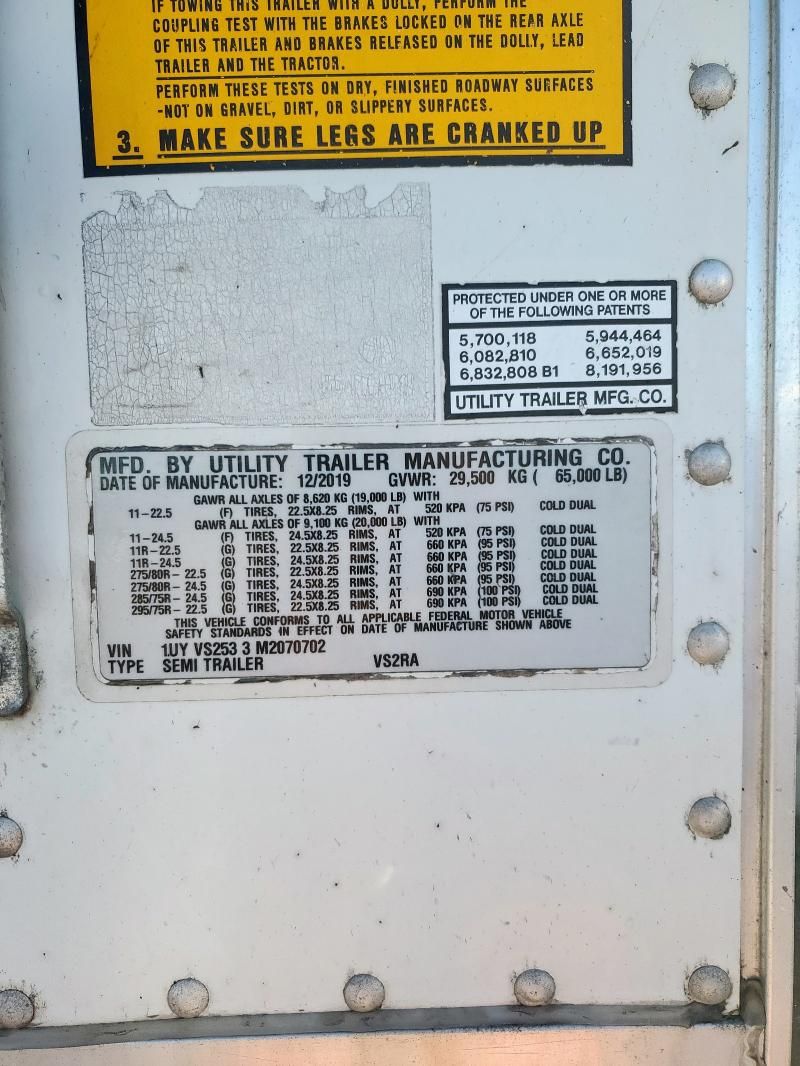 IF TOWING THIS TRAILER WITH A DOLLY, PERFORM THE
COUPLING TEST WITH THE BRAKES LOCKED ON THE REAR AXLE
OF THIS TRAILER AND BRAKES RELEASED ON THE DOLLY, LEAD
TRAILER AND THE TRACTOR.
PERFORM THESE TESTS ON DRY, FINISHED ROADWAY SURFACES
-NOT ON GRAVEL, DIRT, OR SLIPPERY SURFACES.
3. MAKE SURE LEGS ARE CRANKED UP
PROTECTED UNDER ONE OR MORE
OF THE FOLLOWING PATENTS
5,700,118 5,944,464
6,082,810 6,652,019
6,832,808 B1 8,191,956
UTILITY TRAILER MFG. CO.
MFD. BY UTILITY TRAILER MANUFACTURING CO.
DATE OF MANUFACTURE: 12/2019 GVWR: 29,500 KG ( 65,000 LB)
GAWR ALL AXLES OF 8,620 KG (19,000 LB) WITH
11-22.5 (F) TIRES, 22.5X8.25 RIMS, AT 520 KPA (75 PSI) COLD DUAL
GAWR ALL AXLES OF 9,100 KG (20,000 LB) WITH
11-24.5 (F) TIRES, 24.5X8.25 RIMS, AT 520 KPA (75 PSI) COLD DUAL
11R-22.5 (G) TIRES, 22.5X8.25 RIMS, AT 660 KPA (95 PSI) COLD DUAL
11R-24.5 (G) TIRES, 24.5X8.25 RIMS, AT 660 KPA (95 PSI) COLD DUAL
275/80R- 22.5 (G) TIRES, 22.5X8.25 RIMS, AT 660 KPA (95 PSI) COLD DUAL
275/80R- 24.5 (G) TIRES, 24.5X8.25 RIMS, AT 660 KPA (95 PSI) COLD DUAL
285/75R- 24.5 (G) TIRES, 24.5X8.25 RIMS, AT 690 KPA (100 PSI) COLD DUAL
295/75R- 22.5 (G) TIRES, 22.5X8.25 RIMS, AT 690 KPA (100 PSI) COLD DUAL
THIS VEHICLE CONFORMS TO ALL APPLICABLE FEDERAL MOTOR VEHICLE
SAFETY STANDARDS IN EFFECT ON DATE OF MANUFACTURE SHOWN ABOVE
VIN 1UY VS253 3 M2070702
TYPE SEMI TRAILER VS2RA